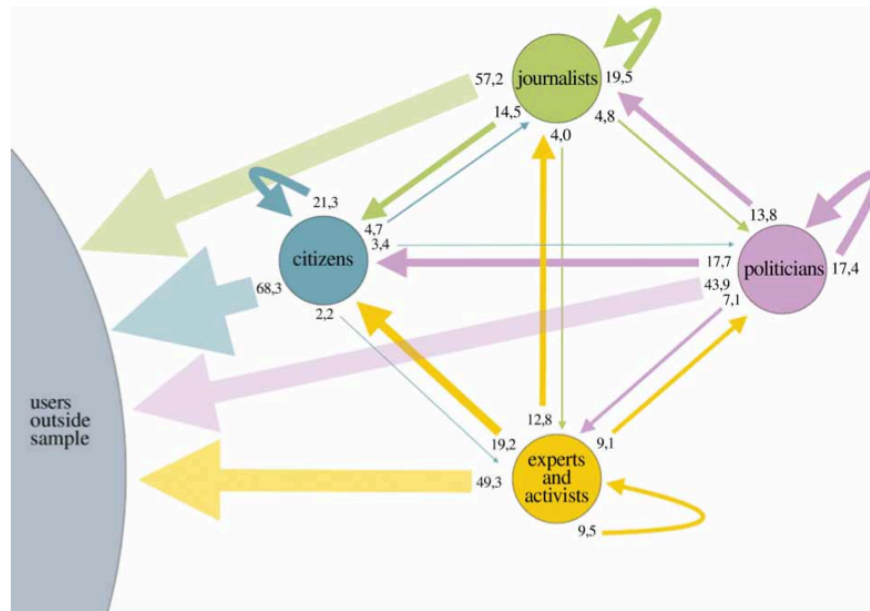 57,2
journalists
19,5
14,5
4,8
4,0
21,3
4,7
3,4
13,8
citizens
17,7
politicians
17,4
68,3
43,9
7,1
2,2
users
outside
sample
12,8
19,2
9,1
49,3
experts
and
activists
9,5